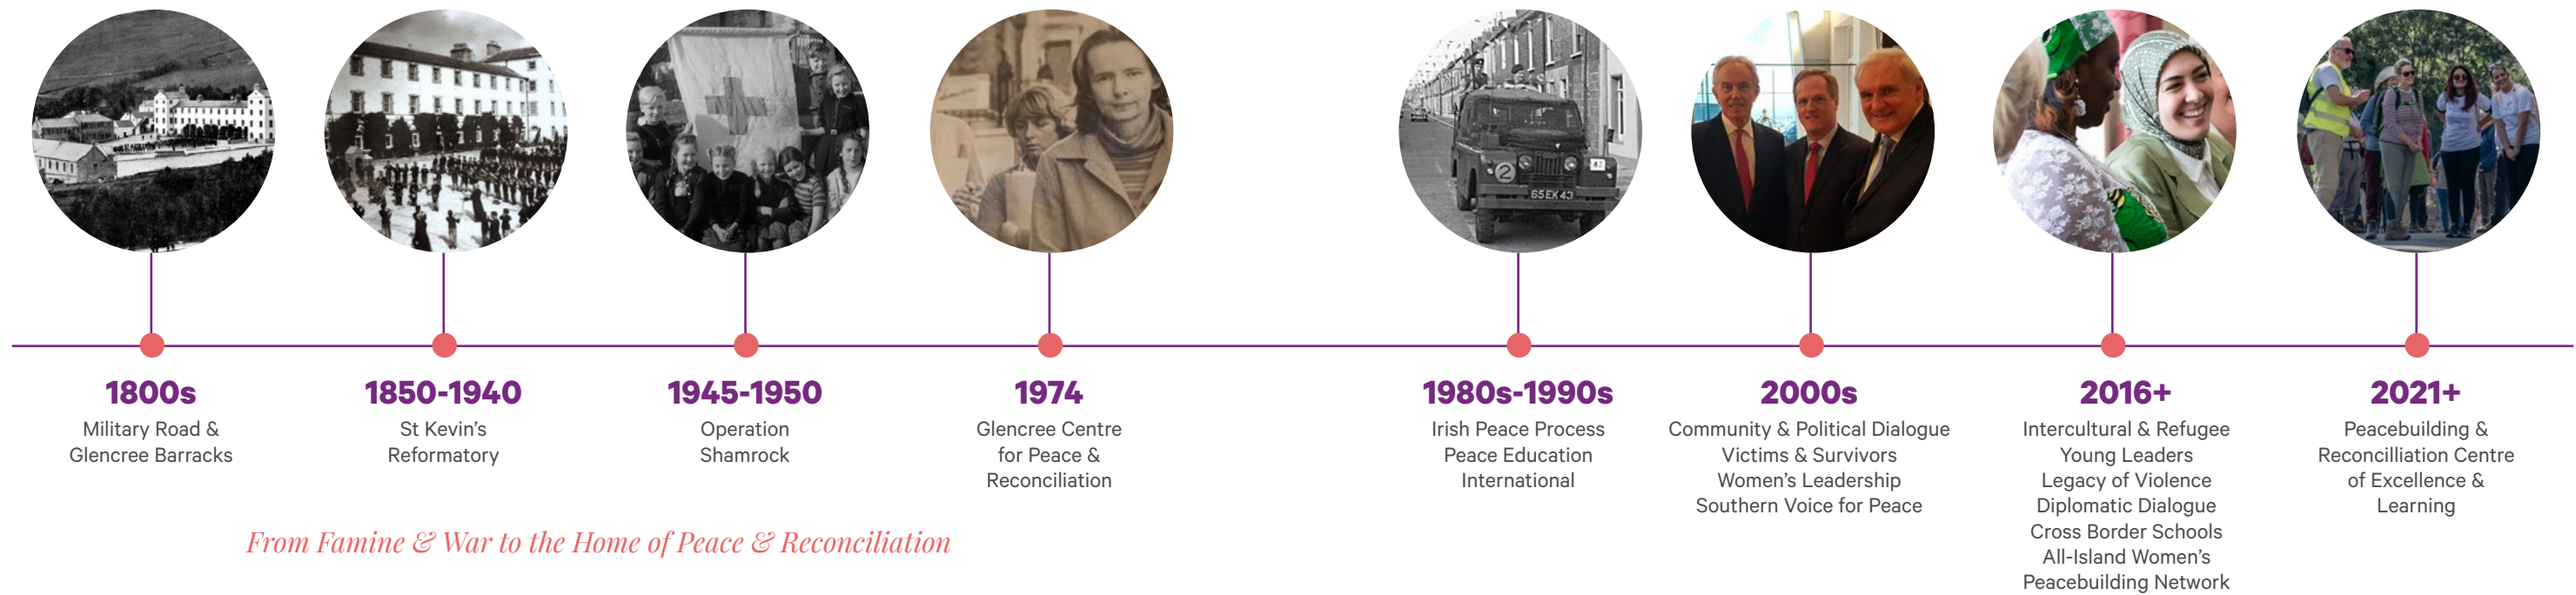 2
47
65EK43
1800s
Military Road &
Glencree Barracks
1850-1940
St Kevin's
Reformatory
1945-1950
Operation
Shamrock
1974
Glencree Centre
for Peace &
Reconciliation
From Famine & War to the Home of Peace & Reconciliation
1980s-1990s
Irish Peace Process
Peace Education
International
2000s
Community & Political Dialogue
Victims & Survivors
Women's Leadership
Southern Voice for Peace
2016+
Intercultural & Refugee
Young Leaders
Legacy of Violence
Diplomatic Dialogue
Cross Border Schools
All-Island Women's
Peacebuilding Network
2021+
Peacebuilding &
Reconcilliation Centre
of Excellence &
Learning